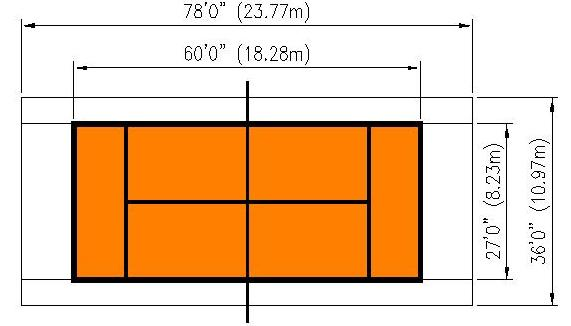 78'0" (23.77m)
60'0" (18.28m)
27'0" (8.23m)
36'0" (10.97m)